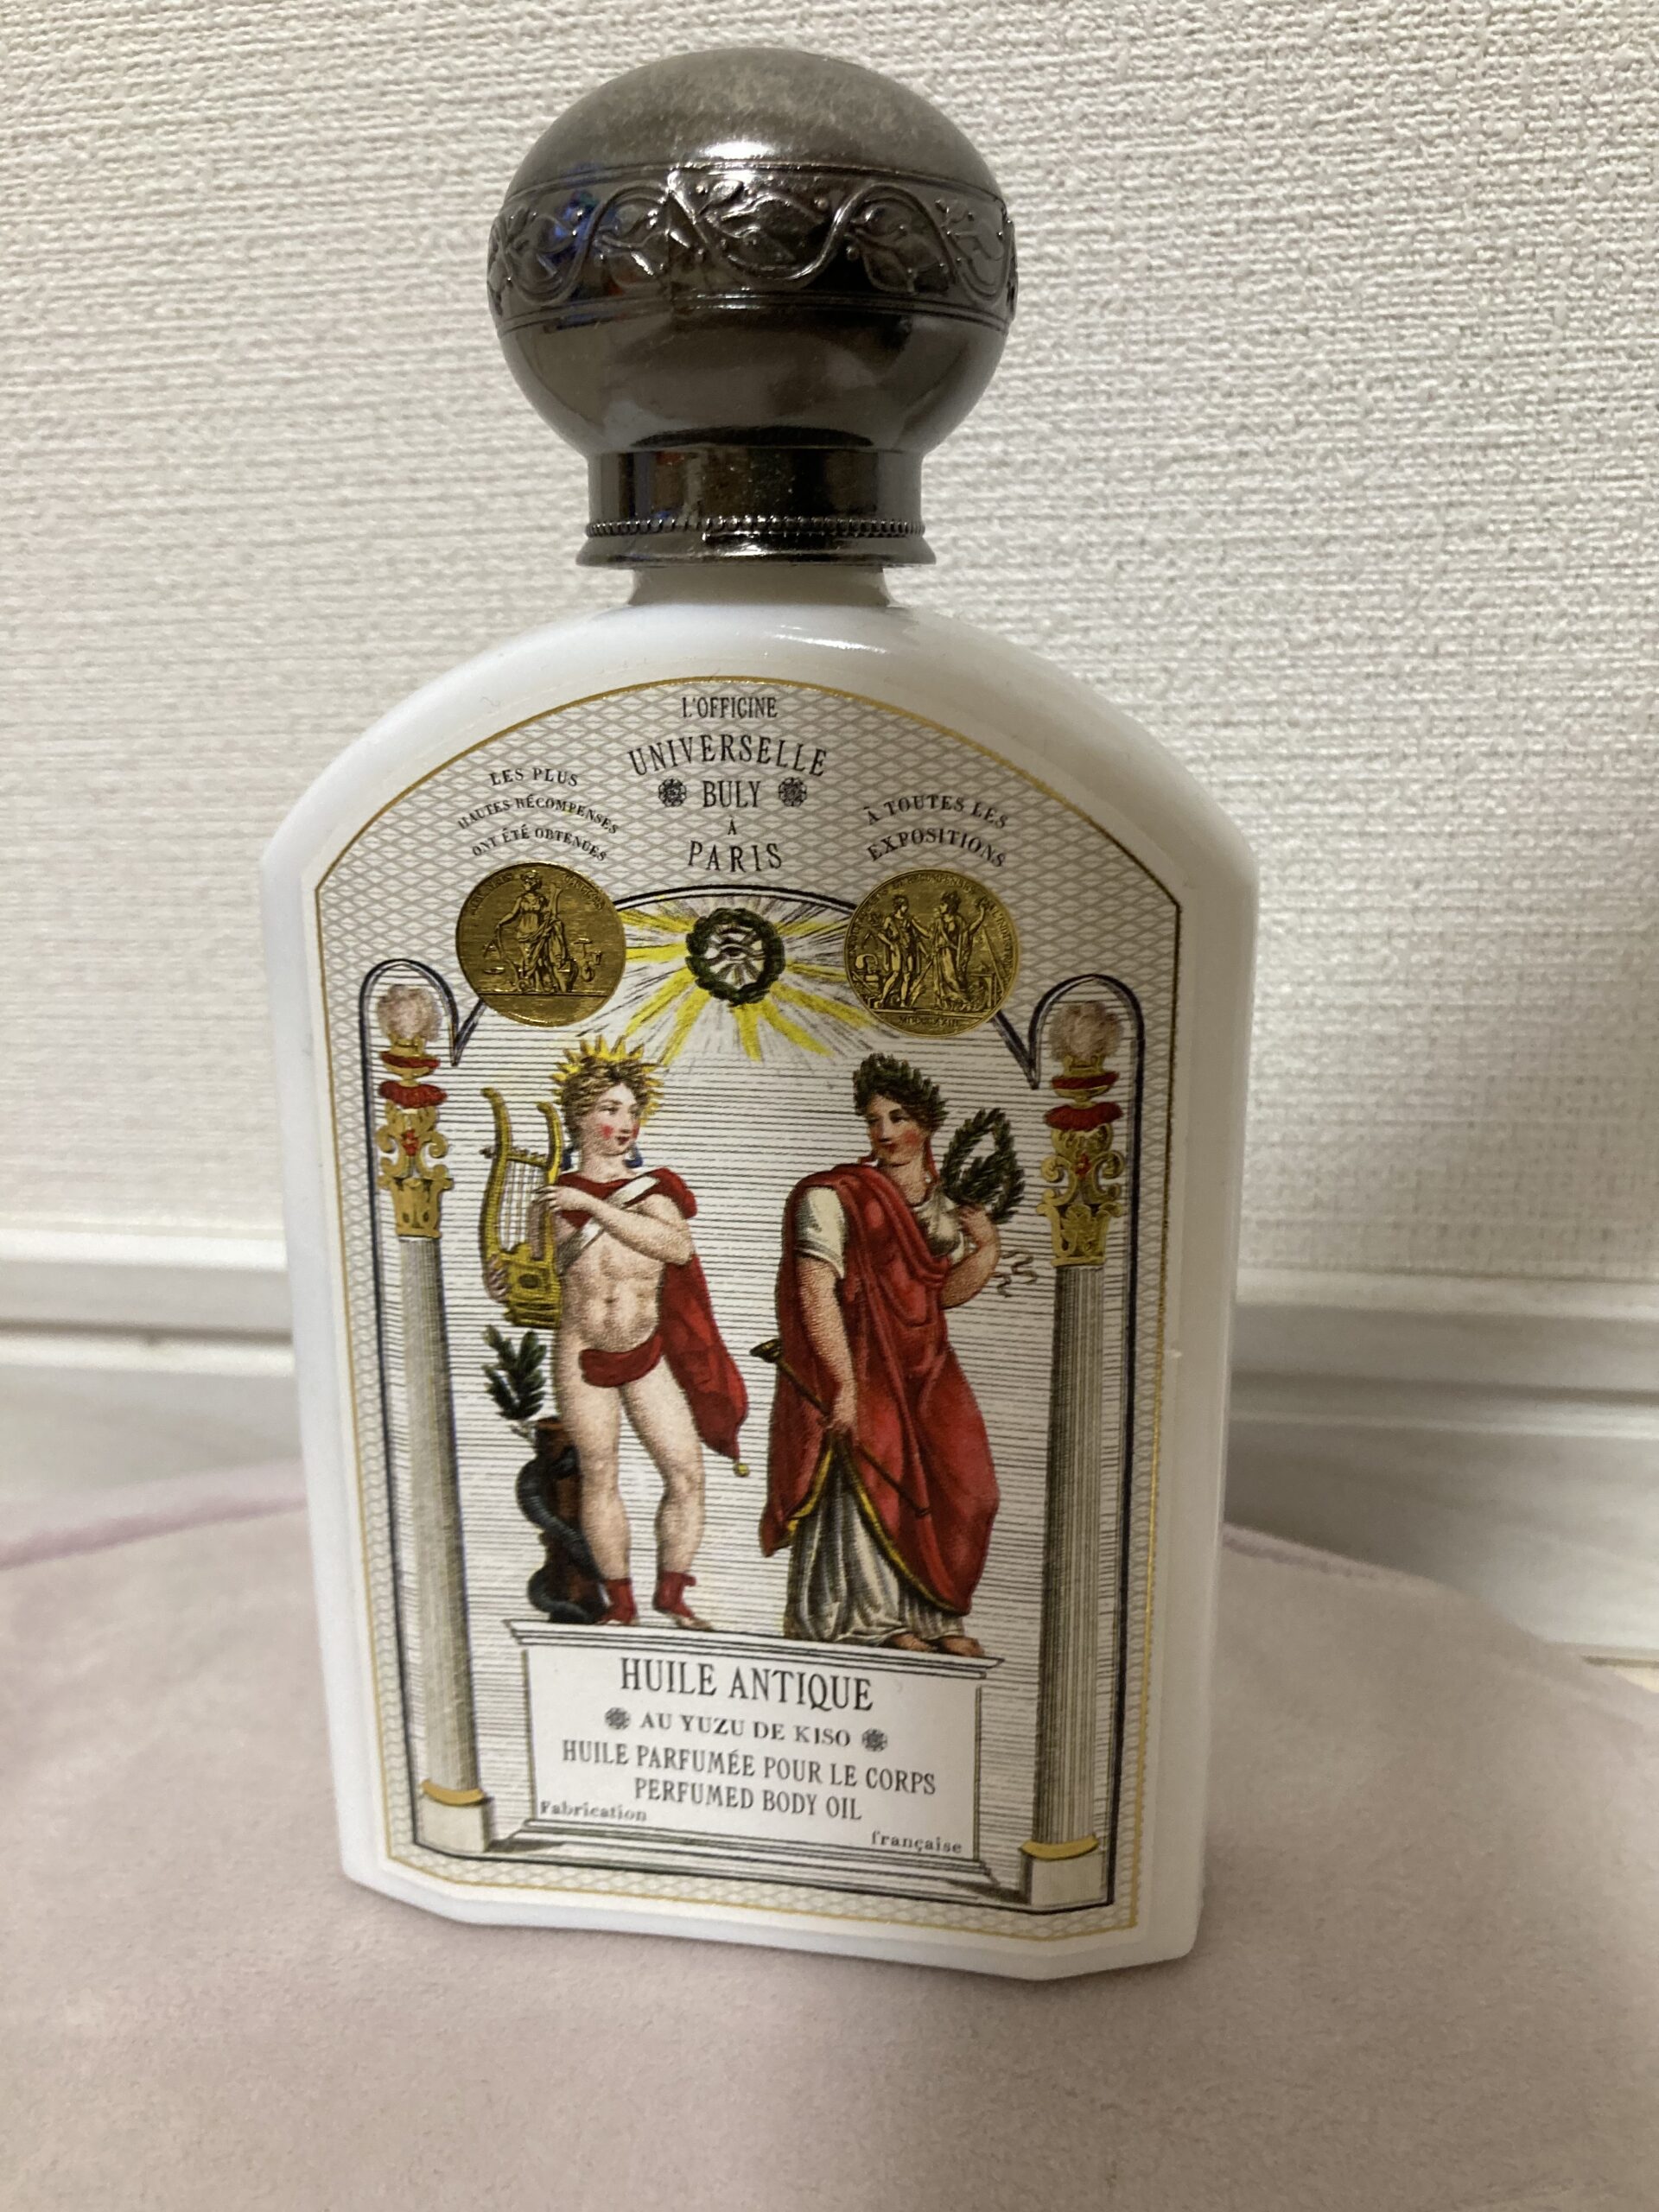 L'OFFICINE
UNIVERSELLE
BULY
À
PARIS
LES PLUS
HAUTES RÉCOMPENSES
ONT ÉTÉ OBTENUES
À TOUTES LES
EXPOSITIONS
HUILE ANTIQUE
AU YUZU DE KISO
HUILE PARFUMÉE POUR LE CORPS
PERFUMED BODY OIL
Fabrication
française